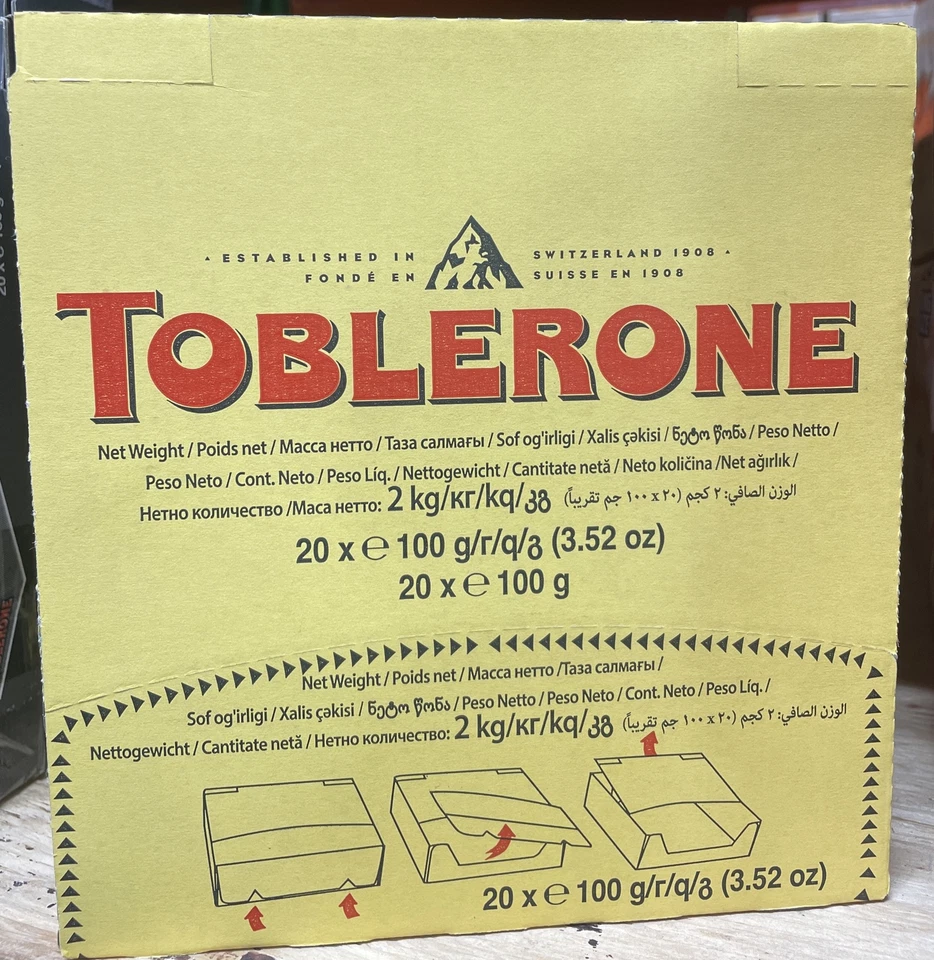 ▲ ESTABLISHED IN SWITZERLAND 1908 ▲
FONDÉ EN SUISSE EN 1908
TOBLERONE
Net Weight / Poids net / Масса нетто / Таза салмағы / Sof og'irligi / Xalis çəkisi / ნეტო წონა / Peso Netto /
Peso Neto / Cont. Neto / Peso Líq. / Nettogewicht / Cantitate netă / Neto količina /Net ağırlık /
Нетно количество /Маса нетто: 2 kg/кг/kq/კგ الوزن الصافي: ٢ كجم (٢٠ x ١٠٠ جم تقريباً)
20 x ℮ 100 g/г/q/გ (3.52 oz)
20 x ℮ 100 g
Net Weight / Poids net / Масса нетто /Таза салмағы /
Sof og'irligi / Xalis çəkisi / ნეტო წონა / Peso Netto / Peso Neto / Cont. Neto / Peso Líq. /
Nettogewicht / Cantitate netă / Нетно количество: 2 kg/кг/kq/კგ الوزن الصافي: ٢ كجم (٢٠ x ١٠٠ جم تقريباً)
20 x ℮ 100 g/г/q/გ (3.52 oz)